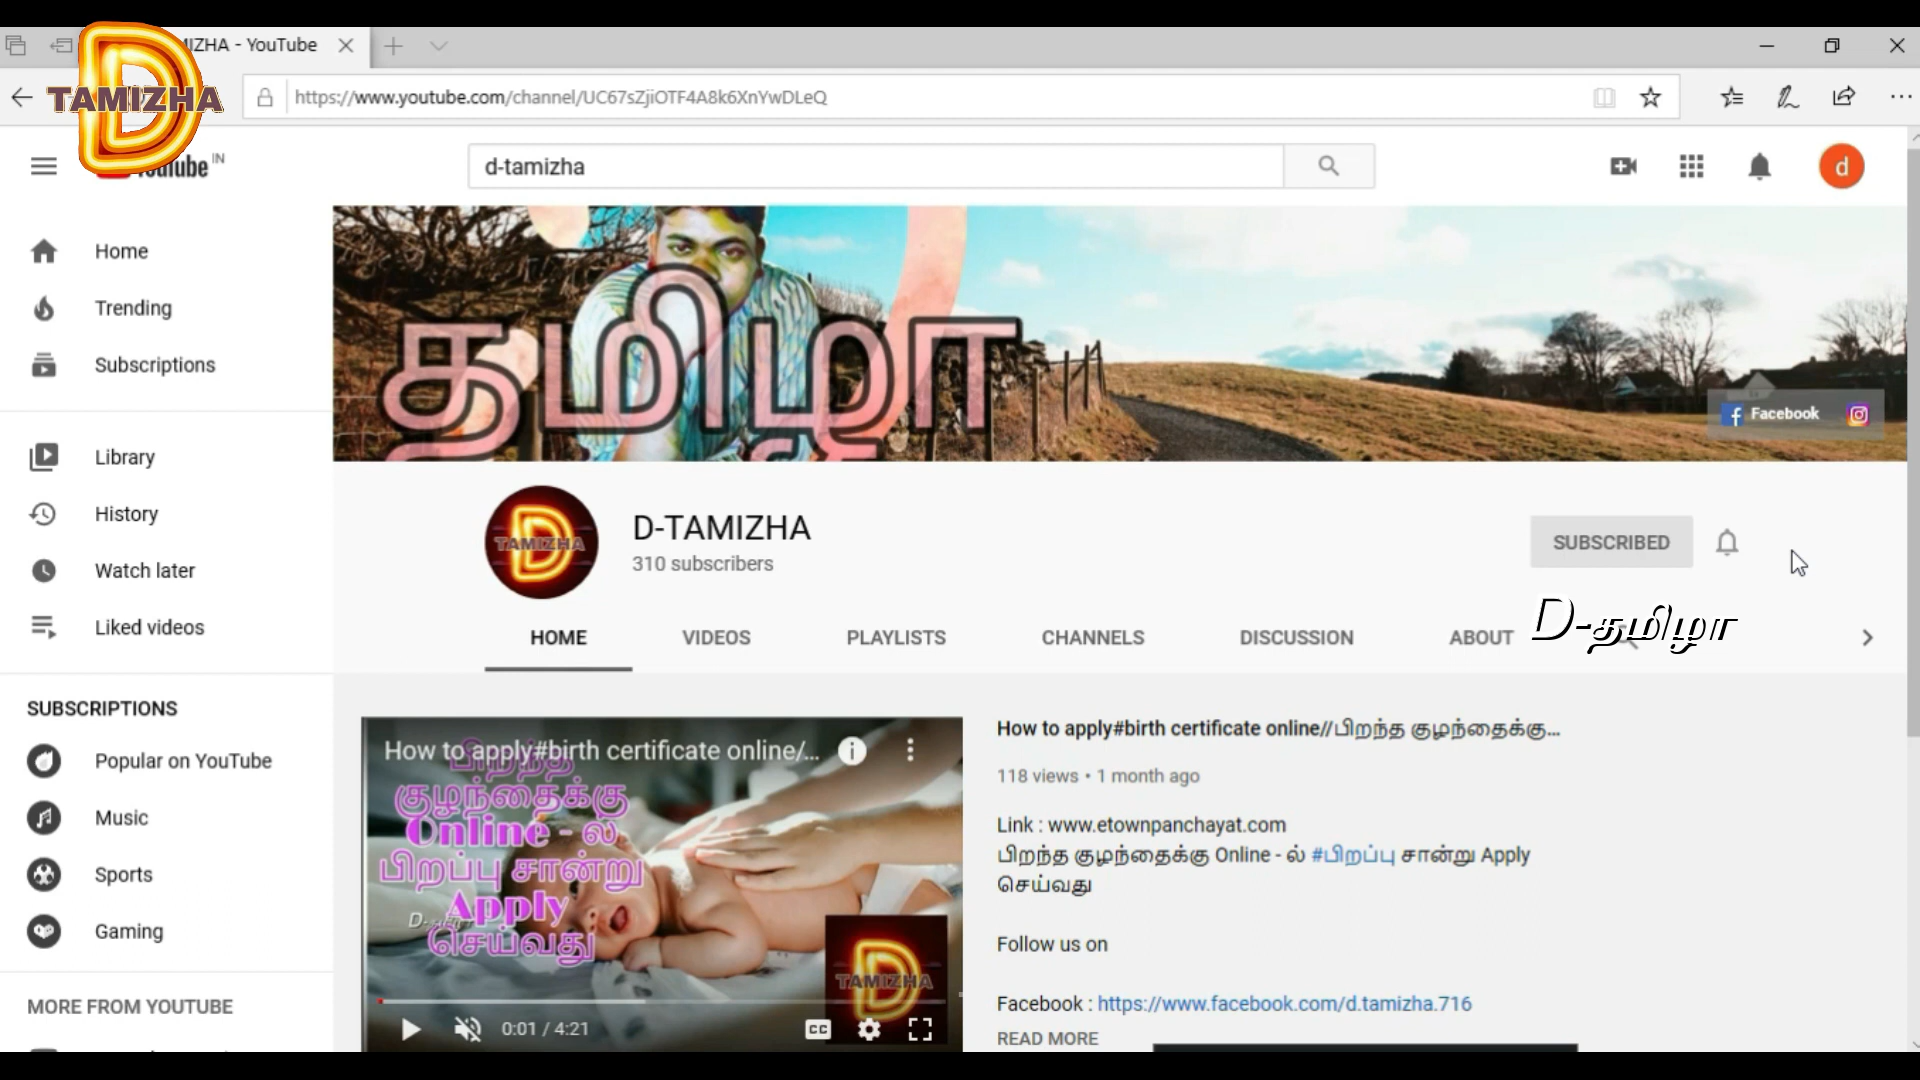 TAMIZHA
IZHA - YouTube
https://www.youtube.com/channel/UC67sZjiOTF4A8k6XnYwDLeQ
IN
d-tamizha
d
Home
Trending
Subscriptions
Library
History
Watch later
Liked videos
SUBSCRIPTIONS
Popular on YouTube
Music
Sports
Gaming
MORE FROM YOUTUBE
தமிழா
Facebook
D
TAMIZHA
D-TAMIZHA
310 subscribers
SUBSCRIBED
HOME
VIDEOS
PLAYLISTS
CHANNELS
DISCUSSION
ABOUT
D-தமிழா
How to apply#birth certificate online/...
பிறந்த
குழந்தைக்கு
Online - ல்
பிறப்பு சான்று
Apply
செய்வது
D
TAMIZHA
0:01 / 4:21
CC
How to apply#birth certificate online//பிறந்த குழந்தைக்கு...
118 views • 1 month ago
Link : www.etownpanchayat.com
பிறந்த குழந்தைக்கு Online - ல் #பிறப்பு சான்று Apply
செய்வது
Follow us on
Facebook : https://www.facebook.com/d.tamizha.716
READ MORE